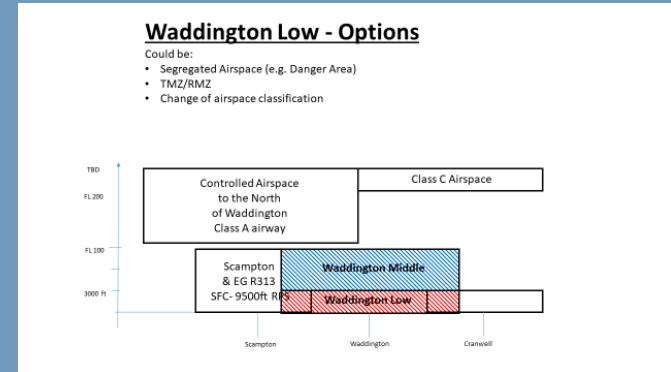 Waddington Low - Options
Could be:
• Segregated Airspace (e.g. Danger Area)
• TMZ/RMZ
• Change of airspace classification
TBD
FL 200
FL 100
3000 ft
Controlled Airspace
to the North
of Waddington
Class A airway
Class C Airspace
Scampton
& EG R313
SFC- 9500ft RPS
Waddington Middle
Waddington Low
Scampton
Waddington
Cranwell